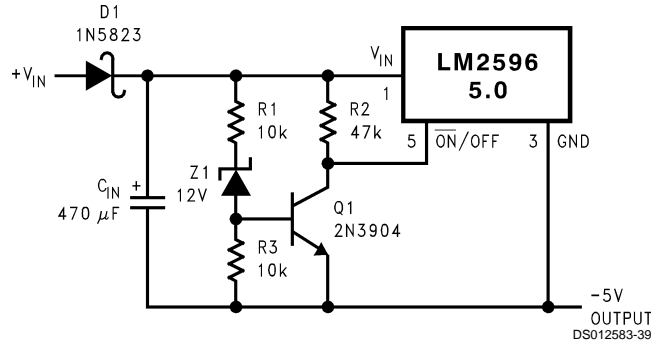 D1
1N5823
+VIN
VIN
1
LM2596
5.0
5
ON/OFF
3
GND
R1
10k
R2
47k
Z1
12V
CIN
+
470 μF
Q1
2N3904
R3
10k
-5V
OUTPUT
DS012583-39